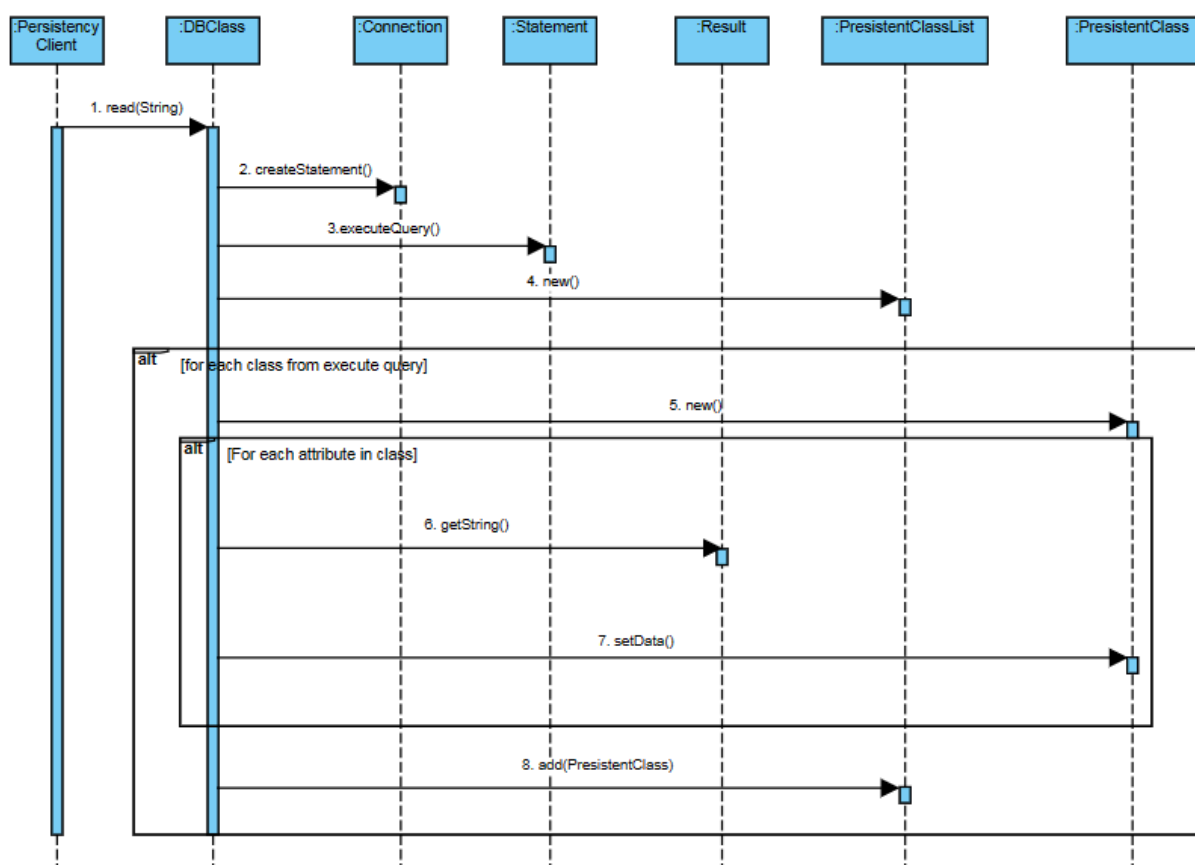 :Persistency
Client
:DBClass
:Connection
:Statement
:Result
:PresistentClassList
:PresistentClass
1. read(String)
2. createStatement()
3.executeQuery()
4. new()
alt
[for each class from execute query]
5. new()
alt
[For each attribute in class]
6. getString()
7. setData()
8. add(PresistentClass)